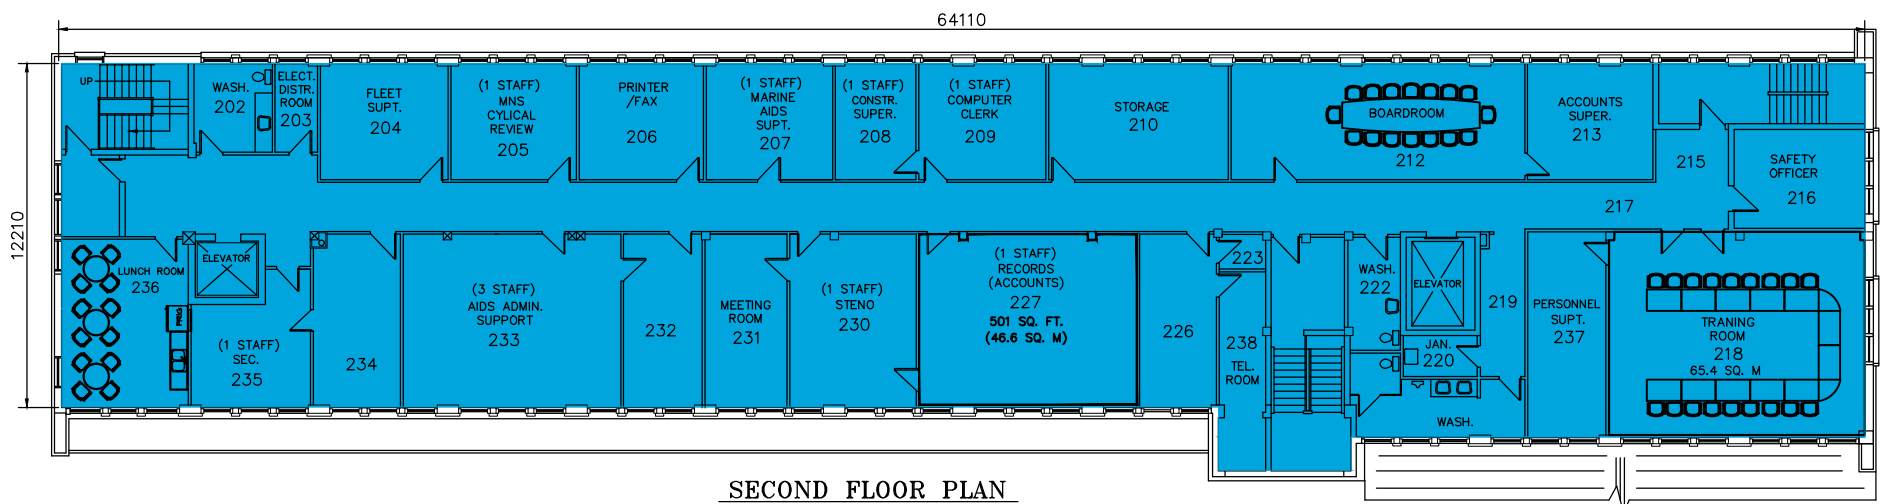 64110
12210
UP
WASH.
202
ELECT.
DISTR.
ROOM
203
FLEET
SUPT.
204
(1 STAFF)
MNS
CYLICAL
REVIEW
205
PRINTER
/FAX
206
(1 STAFF)
MARINE
AIDS
SUPT.
207
(1 STAFF)
CONSTR.
SUPER.
208
(1 STAFF)
COMPUTER
CLERK
209
STORAGE
210
BOARDROOM
212
ACCOUNTS
SUPER.
213
215
SAFETY
OFFICER
216
217
LUNCH ROOM
236
FRIG
ELEVATOR
(1 STAFF)
SEC.
235
234
(3 STAFF)
AIDS ADMIN.
SUPPORT
233
232
MEETING
ROOM
231
(1 STAFF)
STENO
230
(1 STAFF)
RECORDS
(ACCOUNTS)
227
501 SQ. FT.
(46.6 SQ. M)
226
223
238
TEL.
ROOM
WASH.
222
ELEVATOR
JAN.
220
219
WASH.
PERSONNEL
SUPT.
237
TRANING
ROOM
218
65.4 SQ. M
SECOND FLOOR PLAN